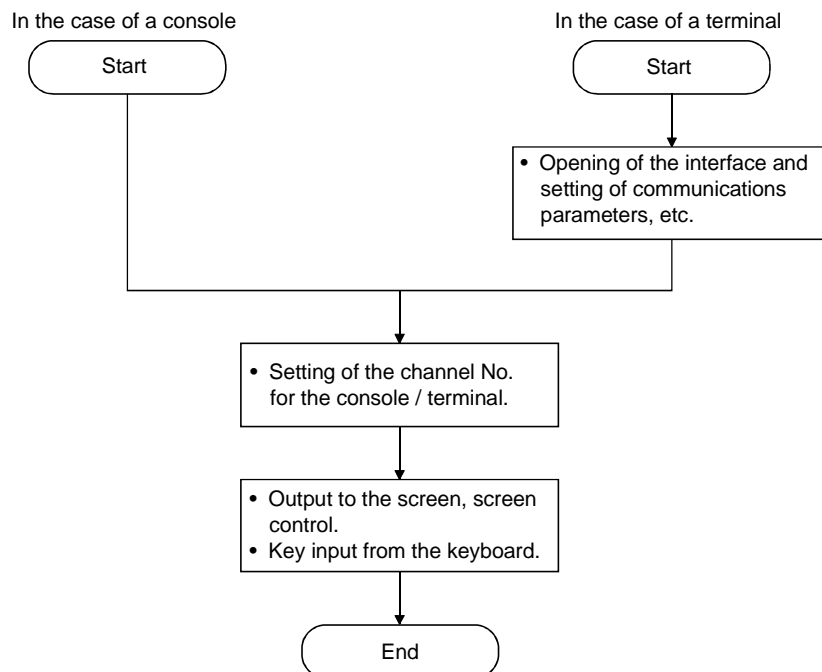 In the case of a console
In the case of a terminal
Start
Start
• Opening of the interface and
setting of communications
parameters, etc.
• Setting of the channel No.
for the console / terminal.
• Output to the screen, screen
control.
• Key input from the keyboard.
End